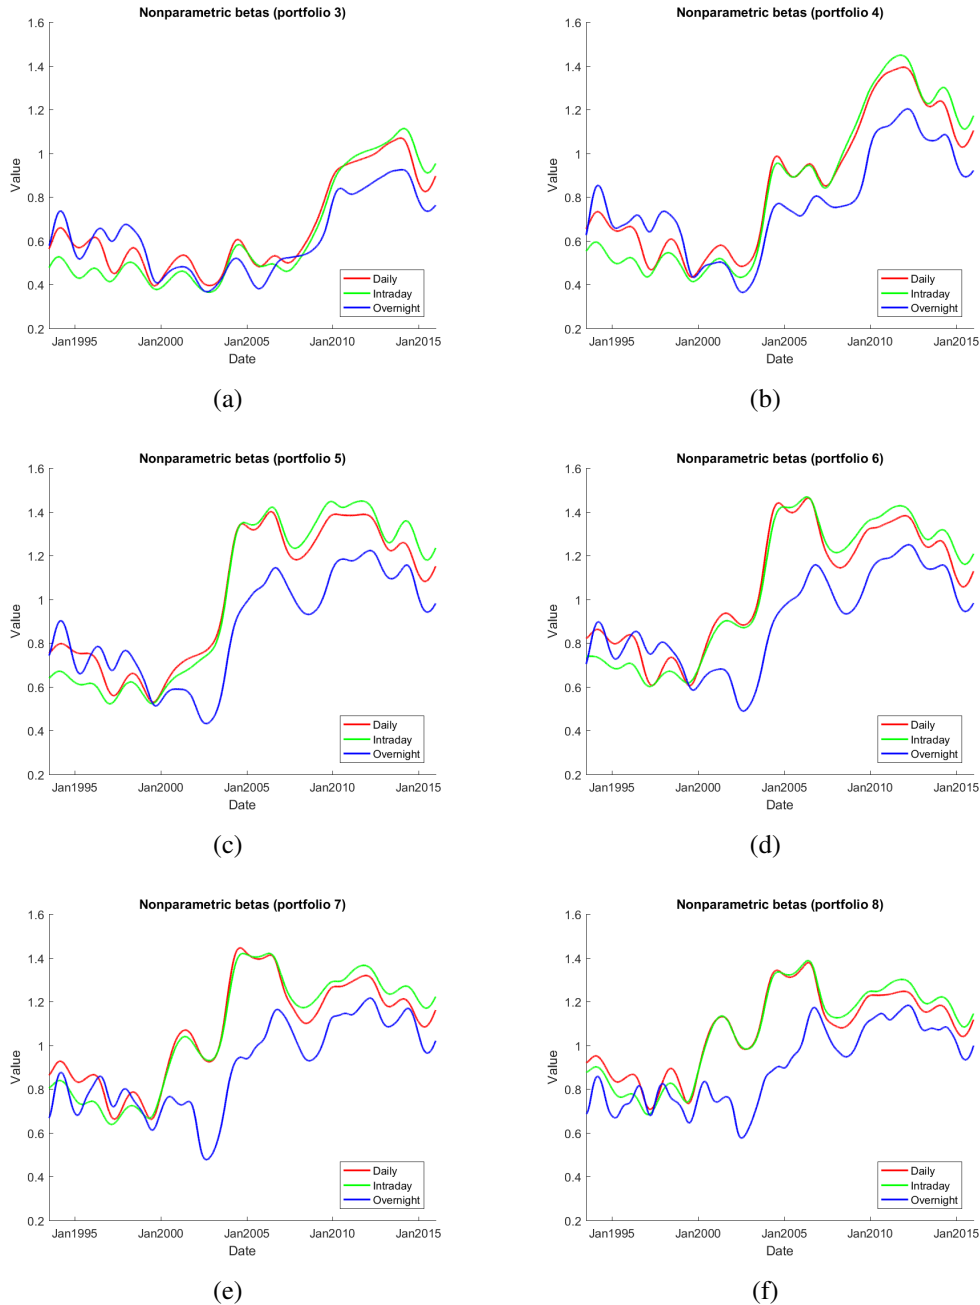 Nonparametric betas (portfolio 3)
1.6
1.4
1.2
1
0.8
0.6
0.4
0.2
Value
Daily
Intraday
Overnight
Jan1995 Jan2000 Jan2005 Jan2010 Jan2015
Date
(a)
Nonparametric betas (portfolio 4)
1.6
1.4
1.2
1
0.8
0.6
0.4
0.2
Value
Daily
Intraday
Overnight
Jan1995 Jan2000 Jan2005 Jan2010 Jan2015
Date
(b)
Nonparametric betas (portfolio 5)
1.6
1.4
1.2
1
0.8
0.6
0.4
0.2
Value
Daily
Intraday
Overnight
Jan1995 Jan2000 Jan2005 Jan2010 Jan2015
Date
(c)
Nonparametric betas (portfolio 6)
1.6
1.4
1.2
1
0.8
0.6
0.4
0.2
Value
Daily
Intraday
Overnight
Jan1995 Jan2000 Jan2005 Jan2010 Jan2015
Date
(d)
Nonparametric betas (portfolio 7)
1.6
1.4
1.2
1
0.8
0.6
0.4
0.2
Value
Daily
Intraday
Overnight
Jan1995 Jan2000 Jan2005 Jan2010 Jan2015
Date
(e)
Nonparametric betas (portfolio 8)
1.6
1.4
1.2
1
0.8
0.6
0.4
0.2
Value
Daily
Intraday
Overnight
Jan1995 Jan2000 Jan2005 Jan2010 Jan2015
Date
(f)